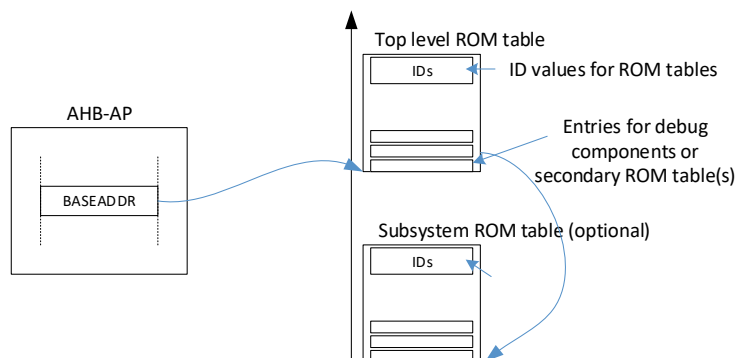 Top level ROM table
IDs
ID values for ROM tables
AHB-AP
BASEADDR
Entries for debug
components or
secondary ROM table(s)
Subsystem ROM table (optional)
IDs